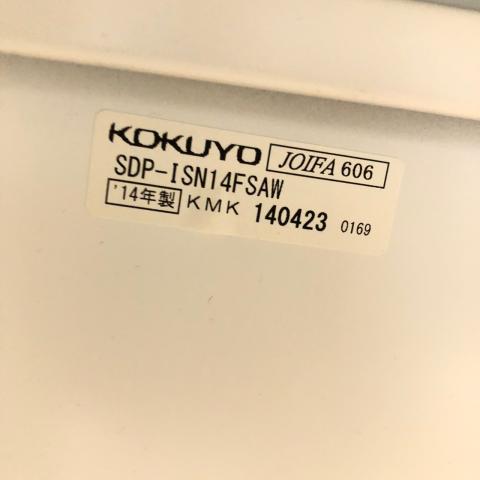 KOKUYO JOIFA 606
SDP-ISN14FSAW
'14年製 KMK 140423 0169